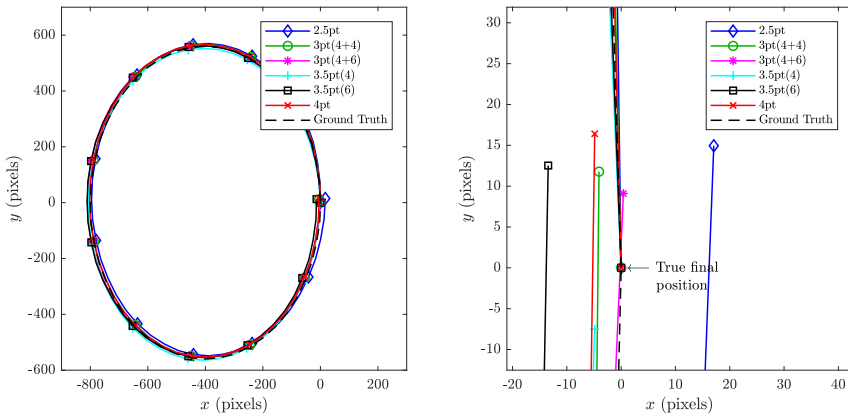 600
400
200
0
-200
-400
-600
-800
-600
-400
-200
0
200
y (pixels)
x (pixels)
2.5pt
3pt(4+4)
3pt(4+6)
3.5pt(4)
3.5pt(6)
4pt
Ground Truth
30
25
20
15
10
5
0
-5
-10
-20
-10
0
10
20
30
40
y (pixels)
x (pixels)
2.5pt
3pt(4+4)
3pt(4+6)
3.5pt(4)
3.5pt(6)
4pt
Ground Truth
True final
position